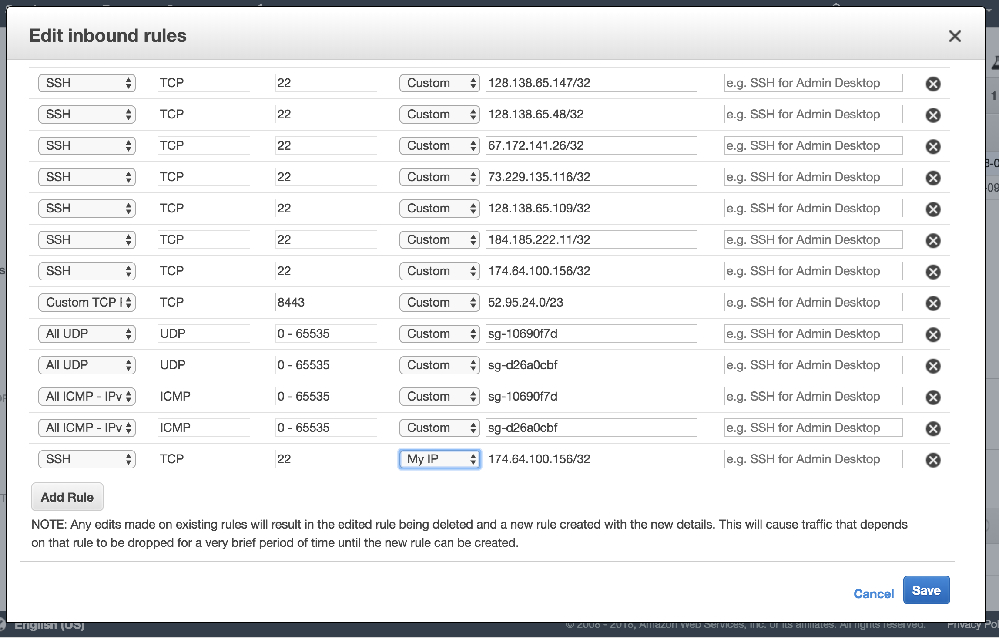 Edit inbound rules
SSH TCP 22 Custom 128.138.65.147/32 e.g. SSH for Admin Desktop
SSH TCP 22 Custom 128.138.65.48/32 e.g. SSH for Admin Desktop
SSH TCP 22 Custom 67.172.141.26/32 e.g. SSH for Admin Desktop
SSH TCP 22 Custom 73.229.135.116/32 e.g. SSH for Admin Desktop
SSH TCP 22 Custom 128.138.65.109/32 e.g. SSH for Admin Desktop
SSH TCP 22 Custom 184.185.222.11/32 e.g. SSH for Admin Desktop
SSH TCP 22 Custom 174.64.100.156/32 e.g. SSH for Admin Desktop
Custom TCP TCP 8443 Custom 52.95.24.0/23 e.g. SSH for Admin Desktop
All UDP UDP 0 - 65535 Custom sg-10690f7d e.g. SSH for Admin Desktop
All UDP UDP 0 - 65535 Custom sg-d26a0cbf e.g. SSH for Admin Desktop
All ICMP - IPv ICMP 0 - 65535 Custom sg-10690f7d e.g. SSH for Admin Desktop
All ICMP - IPv ICMP 0 - 65535 Custom sg-d26a0cbf e.g. SSH for Admin Desktop
SSH TCP 22 My IP 174.64.100.156/32 e.g. SSH for Admin Desktop
Add Rule
NOTE: Any edits made on existing rules will result in the edited rule being deleted and a new rule created with the new details. This will cause traffic that depends
on that rule to be dropped for a very brief period of time until the new rule can be created.
Cancel Save
English (US) © 2008 - 2018, Amazon Web Services, Inc. or its affiliates. All rights reserved. Privacy Pol